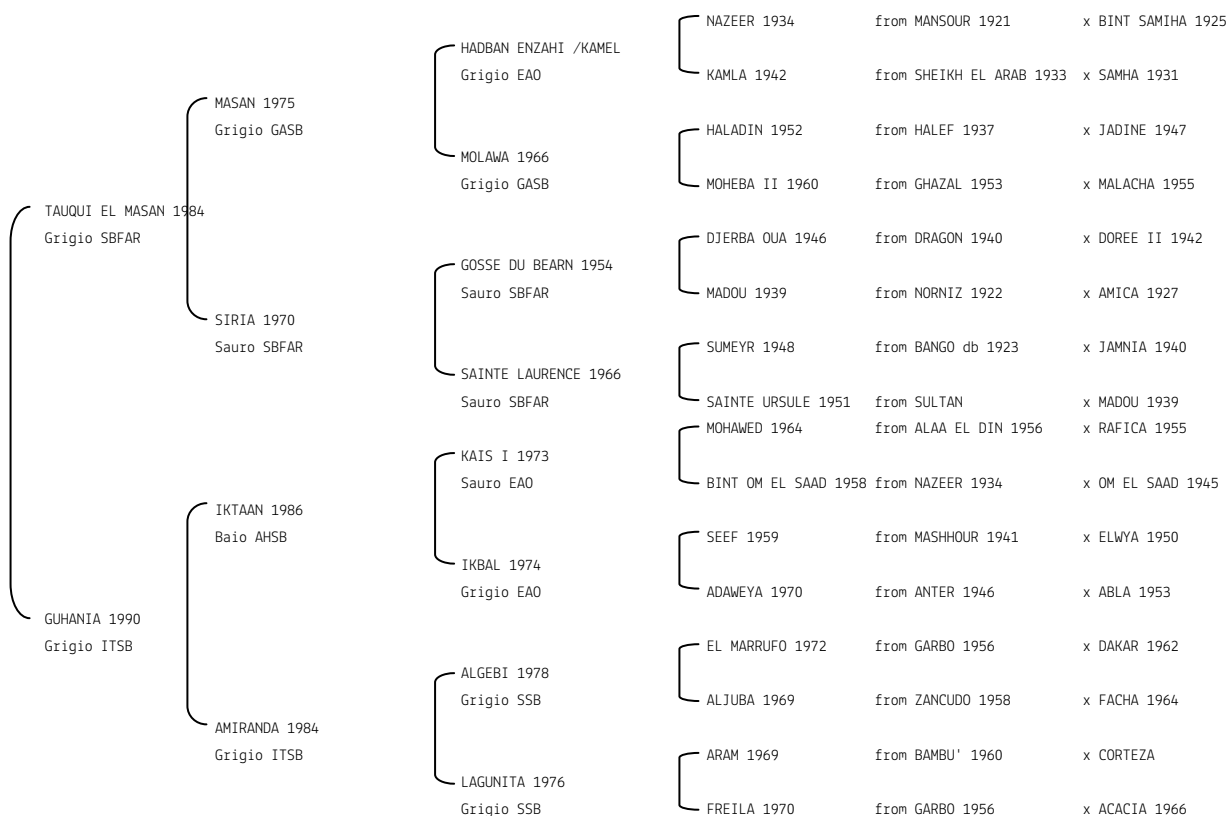 NAZEER 1934 from MANSOUR 1921 x BINT SAMIHA 1925
HADBAN ENZAHI /KAMEL
Grigio EAO KAMLA 1942 from SHEIKH EL ARAB 1933 x SAMHA 1931
MASAN 1975
Grigio GASB HALADIN 1952 from HALEF 1937 x JADINE 1947
MOLAWA 1966
Grigio GASB MOHEBA II 1960 from GHAZAL 1953 x MALACHA 1955
TAUQUI EL MASAN 1984
Grigio SBFAR DJERBA OUA 1946 from DRAGON 1940 x DOREE II 1942
GOSSE DU BEARN 1954
Sauro SBFAR MADOU 1939 from NORNIZ 1922 x AMICA 1927
SIRIA 1970
Sauro SBFAR SUMEYR 1948 from BANGO db 1923 x JAMNIA 1940
SAINTE LAURENCE 1966
Sauro SBFAR SAINTE URSULE 1951 from SULTAN x MADOU 1939
MOHAWED 1964 from ALAA EL DIN 1956 x RAFICA 1955
KAIS I 1973
Sauro EAO BINT OM EL SAAD 1958 from NAZEER 1934 x OM EL SAAD 1945
IKTAAN 1986
Baio AHSB SEEF 1959 from MASHHOUR 1941 x ELWYA 1950
IKBAL 1974
Grigio EAO ADAWEYA 1970 from ANTER 1946 x ABLA 1953
GUHANIA 1990
Grigio ITSB EL MARRUFO 1972 from GARBO 1956 x DAKAR 1962
ALGEBI 1978
Grigio SSB ALJUBA 1969 from ZANCUDO 1958 x FACHA 1964
AMIRANDA 1984
Grigio ITSB ARAM 1969 from BAMBU' 1960 x CORTEZA
LAGUNITA 1976
Grigio SSB FREILA 1970 from GARBO 1956 x ACACIA 1966